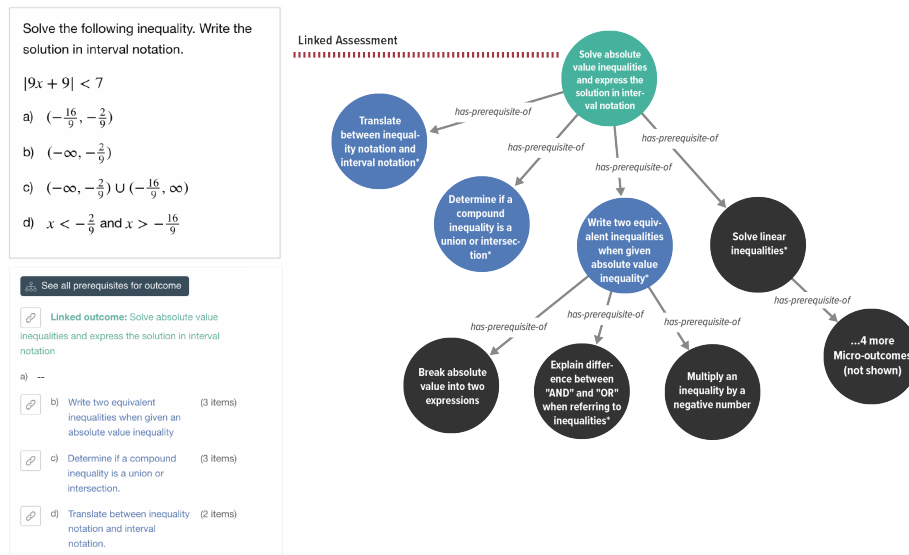 Solve the following inequality. Write the
solution in interval notation.
|9x + 9| < 7
a) (−16/9, −2/9)
b) (−∞, −2/9)
c) (−∞, −2/9) ∪ (−16/9, ∞)
d) x < −2/9 and x > −16/9
See all prerequisites for outcome
Linked outcome: Solve absolute value
inequalities and express the solution in interval
notation
a) --
b) Write two equivalent (3 items)
inequalities when given an
absolute value inequality
c) Determine if a compound (3 items)
inequality is a union or
intersection.
d) Translate between inequality (2 items)
notation and interval
notation.
Linked Assessment
Solve absolute
value inequalities
and express the
solution in inter-
val notation
has-prerequisite-of
has-prerequisite-of
has-prerequisite-of
has-prerequisite-of
Translate
between inequal-
ity notation and
interval notation*
Determine if a
compound
inequality is a
union or intersec-
tion*
Write two equiv-
alent inequalities
when given
absolute value
inequality*
Solve linear
inequalities*
has-prerequisite-of
has-prerequisite-of
has-prerequisite-of
has-prerequisite-of
Break absolute
value into two
expressions
Explain differ-
ence between
"AND" and "OR"
when referring to
inequalities*
Multiply an
inequality by a
negative number
...4 more
Micro-outcomes
(not shown)